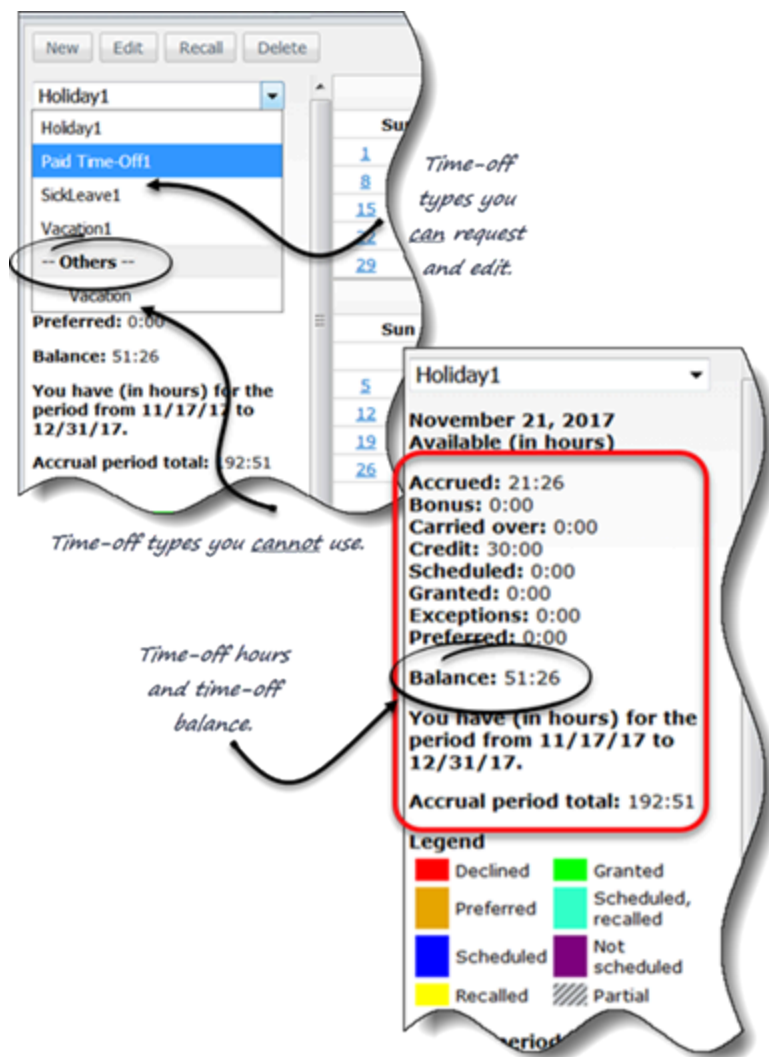 New Edit Recall Delete
Holiday1
Holiday1
Paid Time-Off1
SickLeave1
Vacation1
-- Others --
Vacation
Preferred: 0:00
Balance: 51:26
You have (in hours) for the
period from 11/17/17 to
12/31/17.
Accrual period total: 192:51
1
8
15
22
29
Sun
5
12
19
26
Time-off
types you
can request
and edit.
Time-off types you cannot use.
Time-off hours
and time-off
balance.
Holiday1
November 21, 2017
Available (in hours)
Accrued: 21:26
Bonus: 0:00
Carried over: 0:00
Credit: 30:00
Scheduled: 0:00
Granted: 0:00
Exceptions: 0:00
Preferred: 0:00
Balance: 51:26
You have (in hours) for the
period from 11/17/17 to
12/31/17.
Accrual period total: 192:51
Legend
Declined Granted
Preferred Scheduled,
recalled
Scheduled Not
scheduled
Recalled Partial